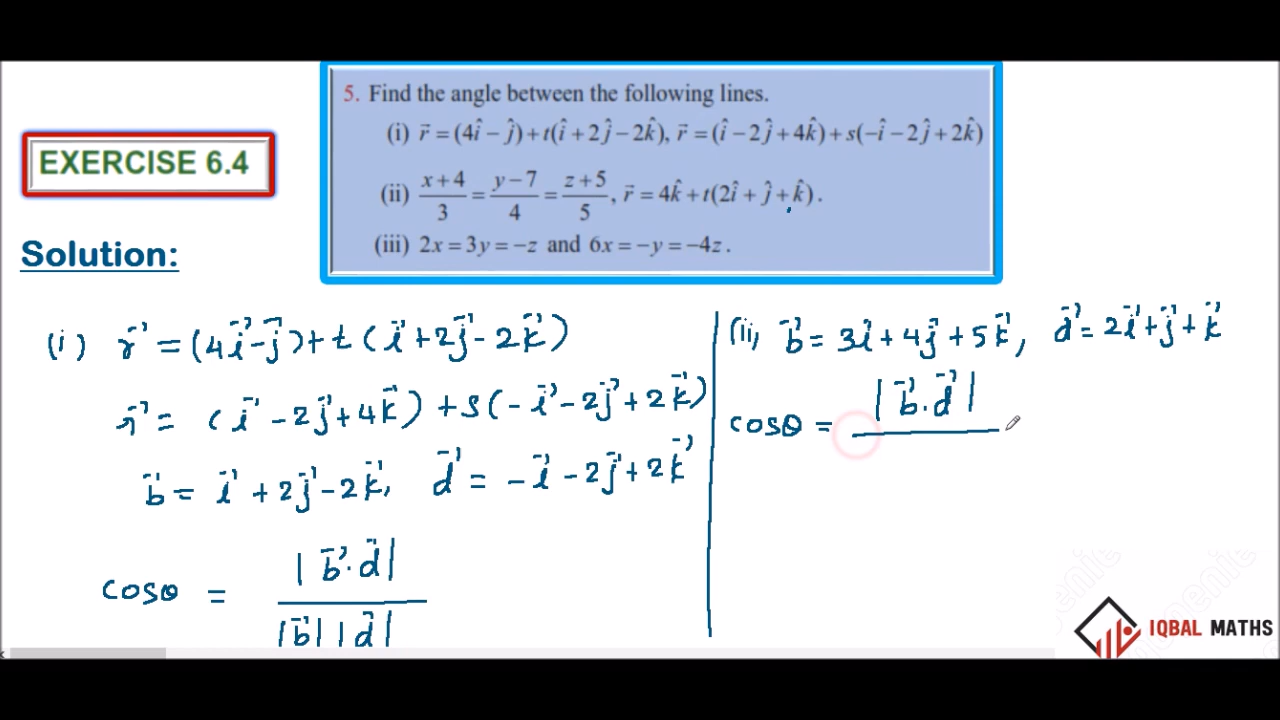 5. Find the angle between the following lines.
(i) r⃗ = (4î − ĵ) + t(î + 2ĵ − 2k̂), r⃗ = (î − 2ĵ + 4k̂) + s(−î − 2ĵ + 2k̂)
(ii) (x+4)/3 = (y−7)/4 = (z+5)/5, r⃗ = 4k̂ + t(2î + ĵ + k̂).
(iii) 2x = 3y = −z and 6x = −y = −4z.
EXERCISE 6.4
Solution:
(i) r⃗ = (4i⃗ − j⃗) + t(i⃗ + 2j⃗ − 2k⃗)
r⃗ = (i⃗ − 2j⃗ + 4k⃗) + s(−i⃗ − 2j⃗ + 2k⃗)
b⃗ = i⃗ + 2j⃗ − 2k⃗, d⃗ = −i⃗ − 2j⃗ + 2k⃗
cosθ = |b⃗·d⃗| / |b⃗| |d⃗|
(ii) b⃗ = 3i⃗ + 4j⃗ + 5k⃗, d⃗ = 2i⃗ + j⃗ + k⃗
cosθ = |b⃗·d⃗|
IQBAL MATHS